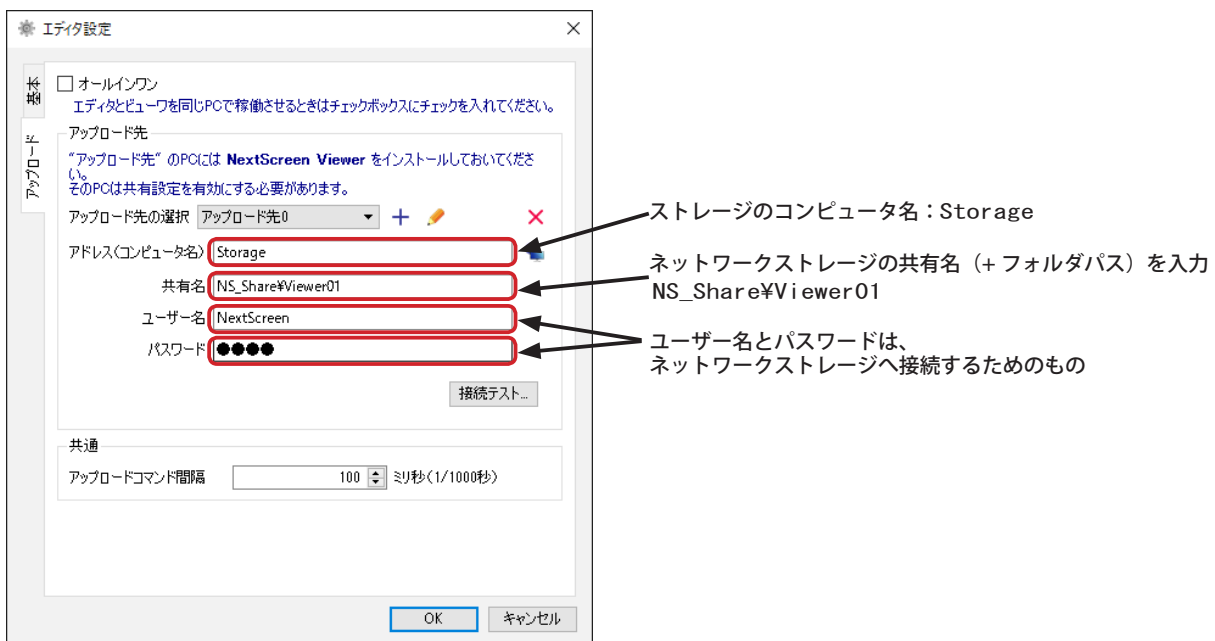 エディタ設定
基本
アップロード
オールインワン
エディタとビューワを同じPCで稼働させるときはチェックボックスにチェックを入れてください。
アップロード先
“アップロード先” のPCには NextScreen Viewer をインストールしておいてくださ
い。
そのPCは共有設定を有効にする必要があります。
アップロード先の選択 アップロード先0
アドレス(コンピュータ名) Storage
共有名 NS_Share¥Viewer01
ユーザー名 NextScreen
パスワード ●●●●
接続テスト...
共通
アップロードコマンド間隔 100 ミリ秒(1/1000秒)
OK キャンセル
ストレージのコンピュータ名：Storage
ネットワークストレージの共有名（+ フォルダパス）を入力
NS_Share¥Viewer01
ユーザー名とパスワードは、
ネットワークストレージへ接続するためのもの